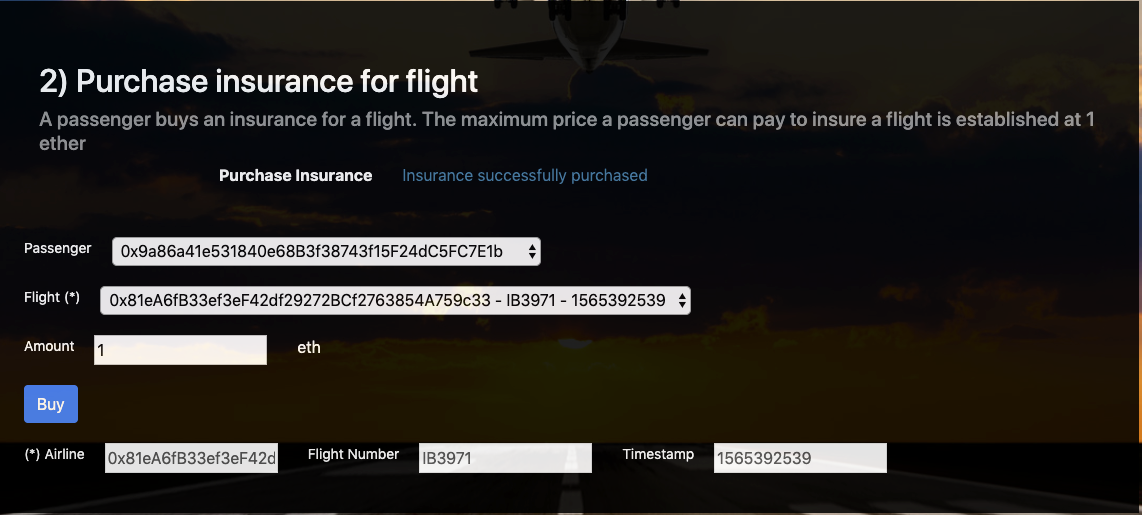 2) Purchase insurance for flight
A passenger buys an insurance for a flight. The maximum price a passenger can pay to insure a flight is established at 1
ether
Purchase Insurance Insurance successfully purchased
Passenger 0x9a86a41e531840e68B3f38743f15F24dC5FC7E1b
Flight (*) 0x81eA6fB33ef3eF42df29272BCf2763854A759c33 - IB3971 - 1565392539
Amount 1 eth
Buy
(*) Airline 0x81eA6fB33ef3eF42d Flight Number IB3971 Timestamp 1565392539